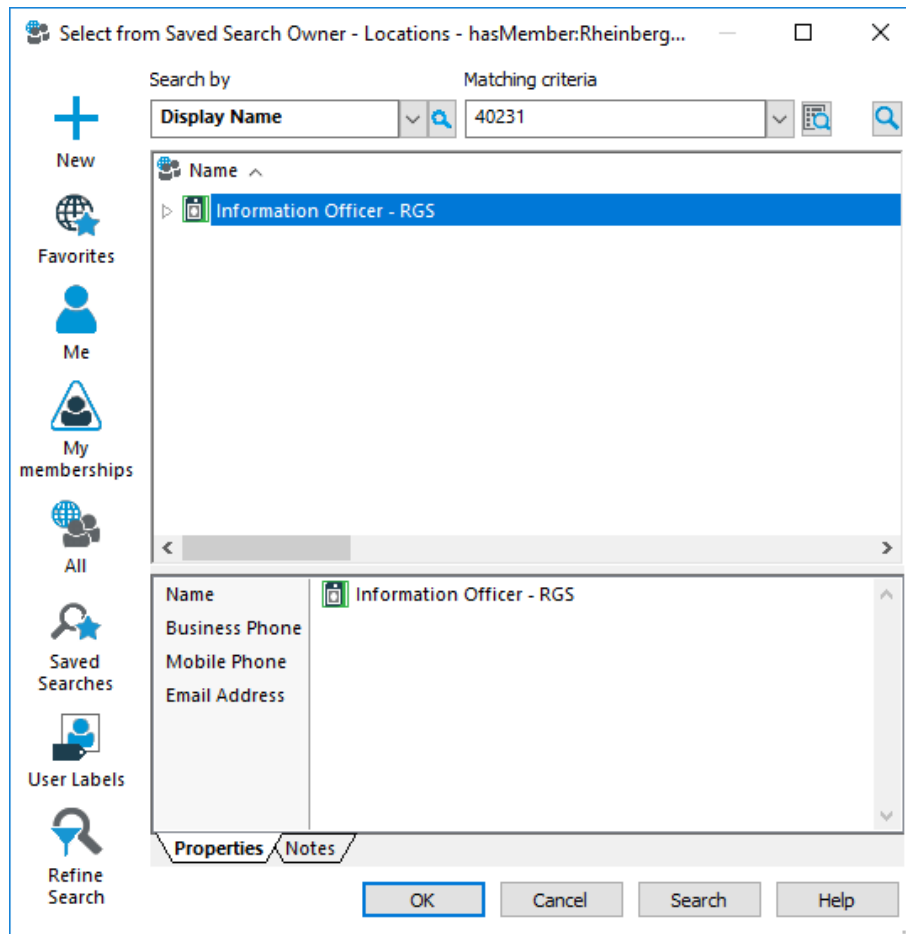 Select from Saved Search Owner - Locations - hasMember:Rheinberg...
Search by
Matching criteria
Display Name
40231
New
Favorites
Me
My
memberships
All
Saved
Searches
User Labels
Refine
Search
Name
Information Officer - RGS
Name
Information Officer - RGS
Business Phone
Mobile Phone
Email Address
Properties
Notes
OK
Cancel
Search
Help